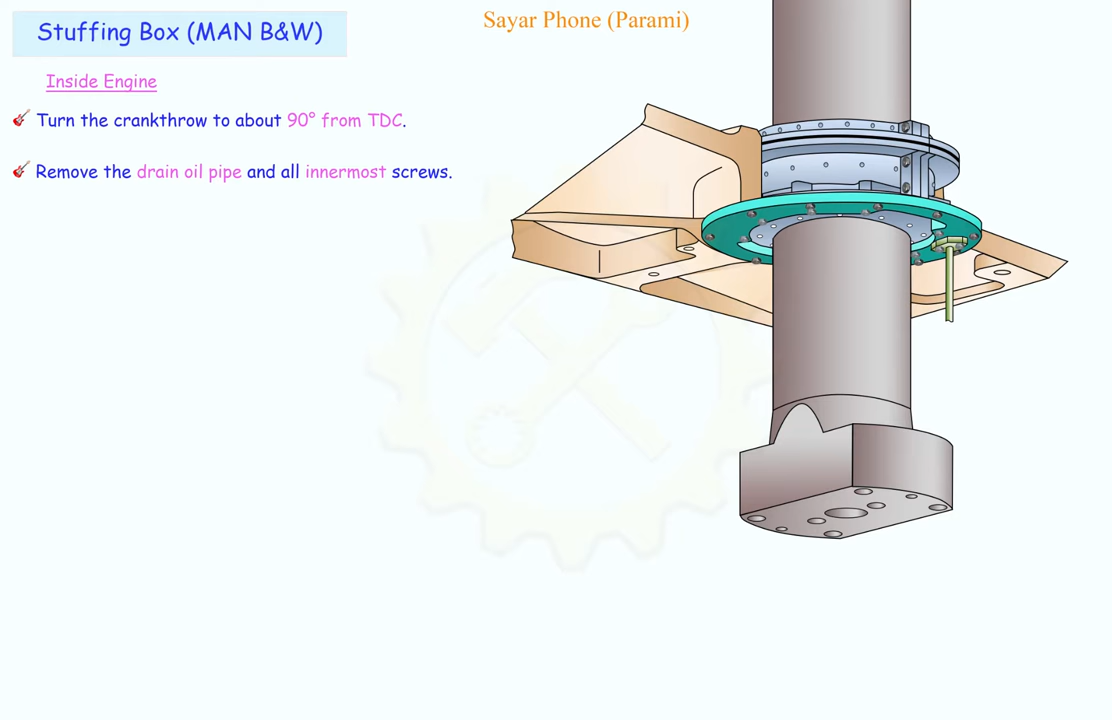 Stuffing Box (MAN B&W)
Sayar Phone (Parami)
Inside Engine
Turn the crankthrow to about 90° from TDC.
Remove the drain oil pipe and all innermost screws.